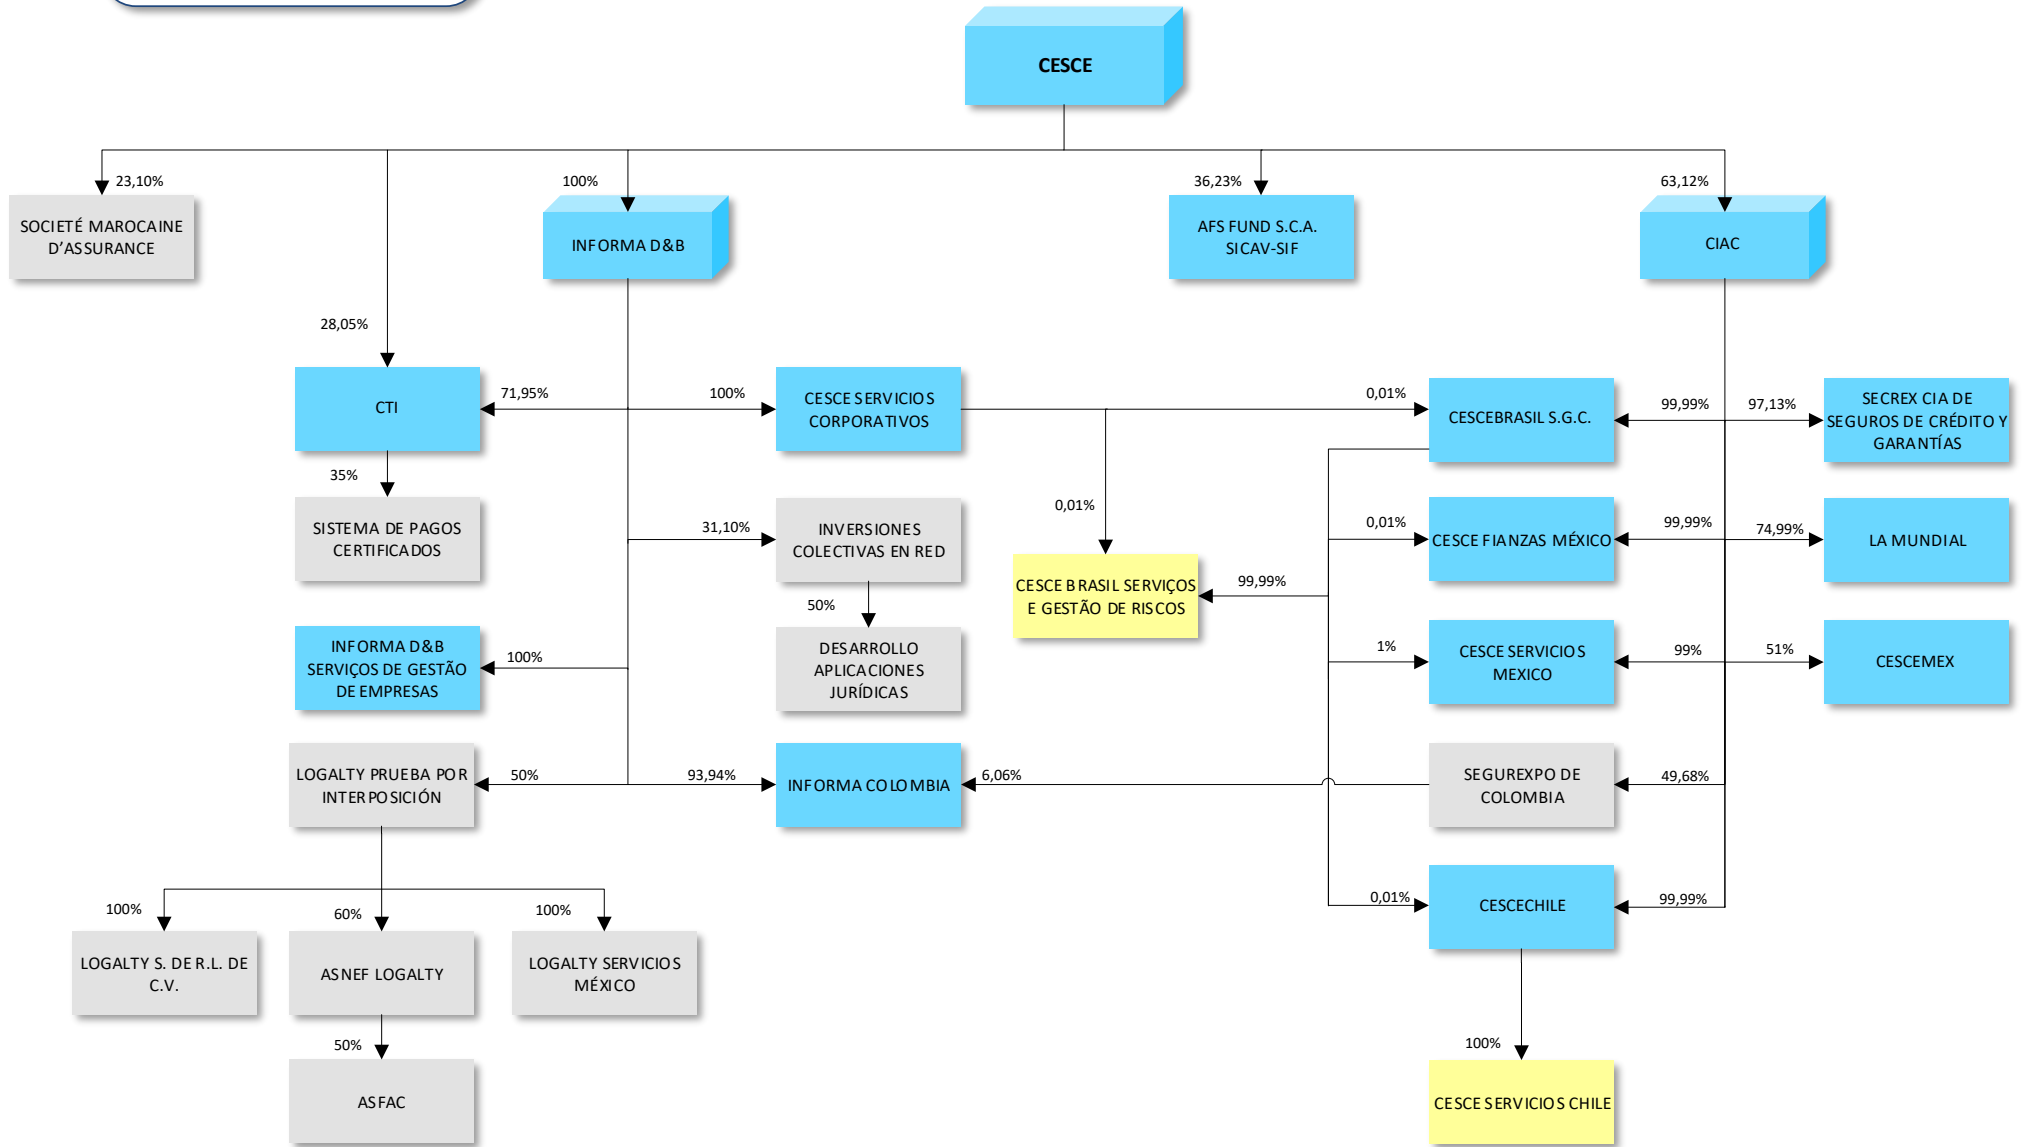 CESCE
23,10%
100%
36,23%
63,12%
SOCIETÉ MAROCAINE
D’ASSURANCE
INFORMA D&B
AFS FUND S.C.A.
SICAV-SIF
CIAC
28,05%
CTI
71,95%
100%
CESCE SERVICIOS
CORPORATIVOS
0,01%
CESCEBRASIL S.G.C.
99,99%
97,13%
SECREX CIA DE
SEGUROS DE CRÉDITO Y
GARANTÍAS
35%
0,01%
SISTEMA DE PAGOS
CERTIFICADOS
31,10%
INVERSIONES
COLECTIVAS EN RED
0,01%
CESCE FIANZAS MÉXICO
99,99%
74,99%
LA MUNDIAL
CESCE BRASIL SERVIÇOS
E GESTÃO DE RISCOS
99,99%
50%
INFORMA D&B
SERVIÇOS DE GESTÃO
DE EMPRESAS
100%
DESARROLLO
APLICACIONES
JURÍDICAS
1%
CESCE SERVICIOS
MEXICO
99%
51%
CESCEMEX
LOGALTY PRUEBA POR
INTERPOSICIÓN
50%
93,94%
INFORMA COLOMBIA
6,06%
SEGUREXPO DE
COLOMBIA
49,68%
0,01%
CESCECHILE
99,99%
100%
60%
100%
LOGALTY S. DE R.L. DE
C.V.
ASNEF LOGALTY
LOGALTY SERVICIOS
MÉXICO
50%
100%
ASFAC
CESCE SERVICIOS CHILE